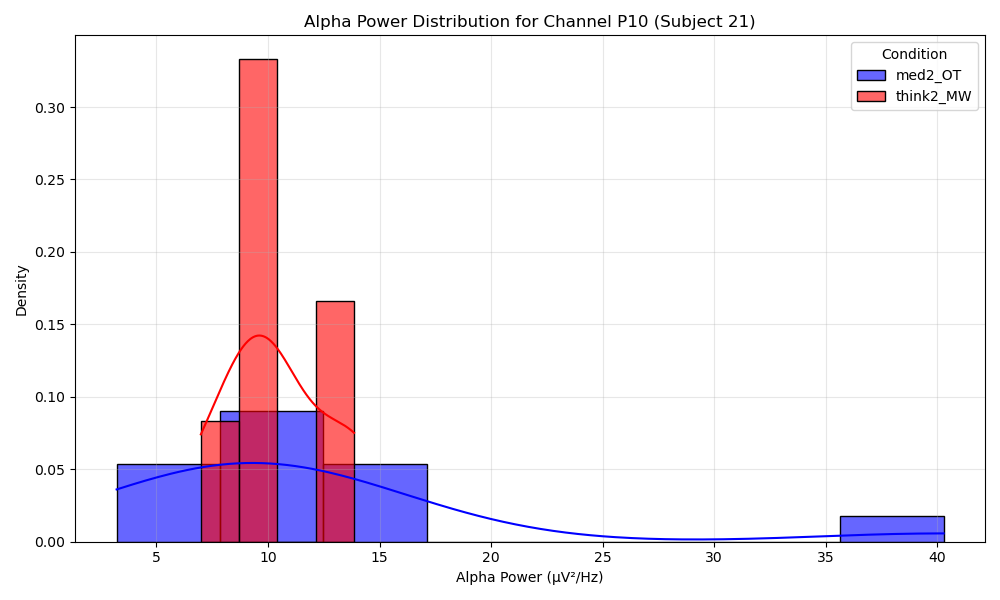 Alpha Power Distribution for Channel P10 (Subject 21)
Condition
med2_OT
think2_MW
Density
0.30
0.25
0.20
0.15
0.10
0.05
0.00
5 10 15 20 25 30 35 40
Alpha Power (μV²/Hz)